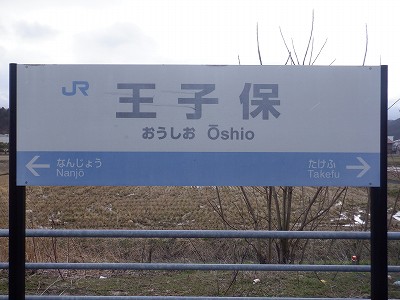 JR
王子保
おうしお Ōshio
← なんじょう
Nanjō
たけふ →
Takefu